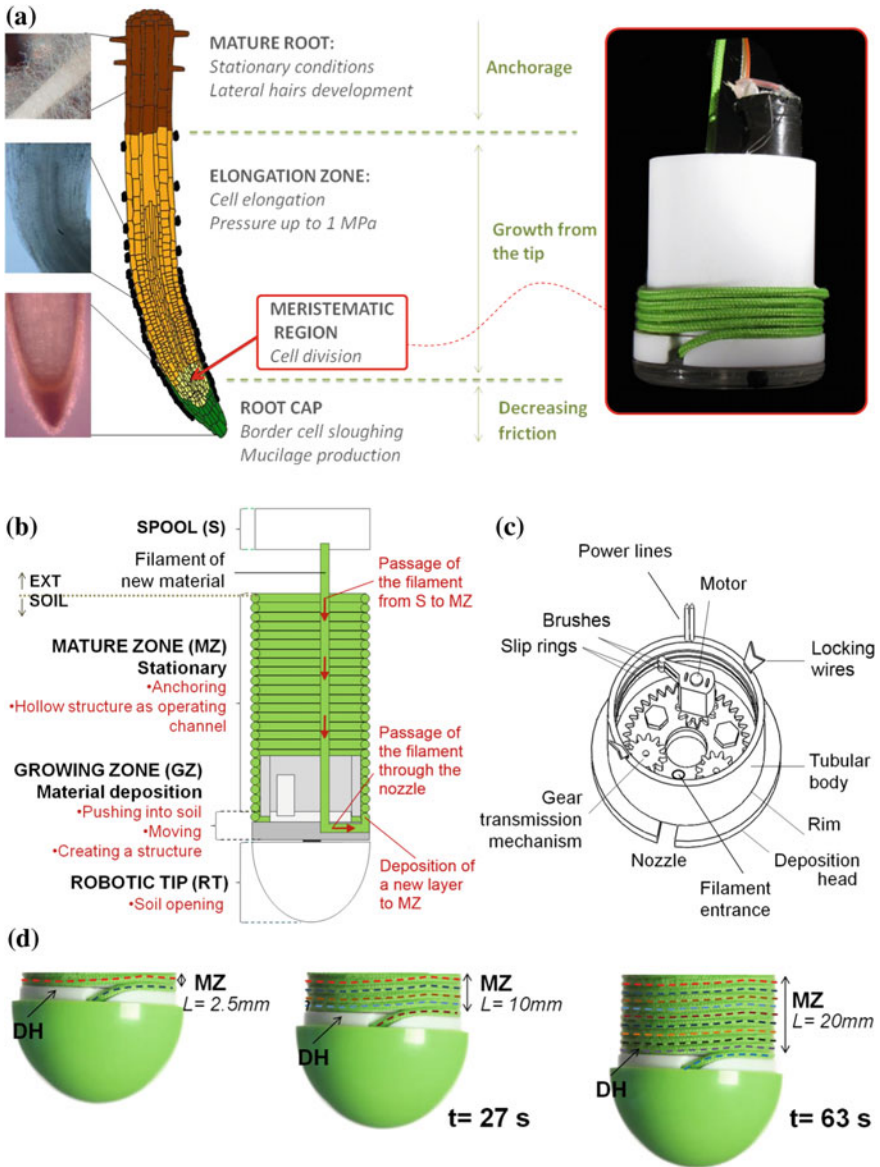 (a)
MATURE ROOT:
Stationary conditions
Lateral hairs development
Anchorage
ELONGATION ZONE:
Cell elongation
Pressure up to 1 MPa
Growth from
the tip
MERISTEMATIC
REGION
Cell division
ROOT CAP
Border cell sloughing
Mucilage production
Decreasing
friction
(b)
SPOOL (S)
Filament of
new material
EXT
SOIL
Passage of
the filament
from S to MZ
MATURE ZONE (MZ)
Stationary
•Anchoring
•Hollow structure as operating
channel
Passage of
the filament
through the
nozzle
GROWING ZONE (GZ)
Material deposition
•Pushing into soil
•Moving
•Creating a structure
Deposition of
a new layer
to MZ
ROBOTIC TIP (RT)
•Soil opening
(c)
Power lines
Motor
Brushes
Slip rings
Locking
wires
Tubular
body
Gear
transmission
mechanism
Rim
Nozzle
Deposition
head
Filament
entrance
(d)
MZ
L= 2.5mm
DH
MZ
L= 10mm
DH
t= 27 s
MZ
L= 20mm
DH
t= 63 s